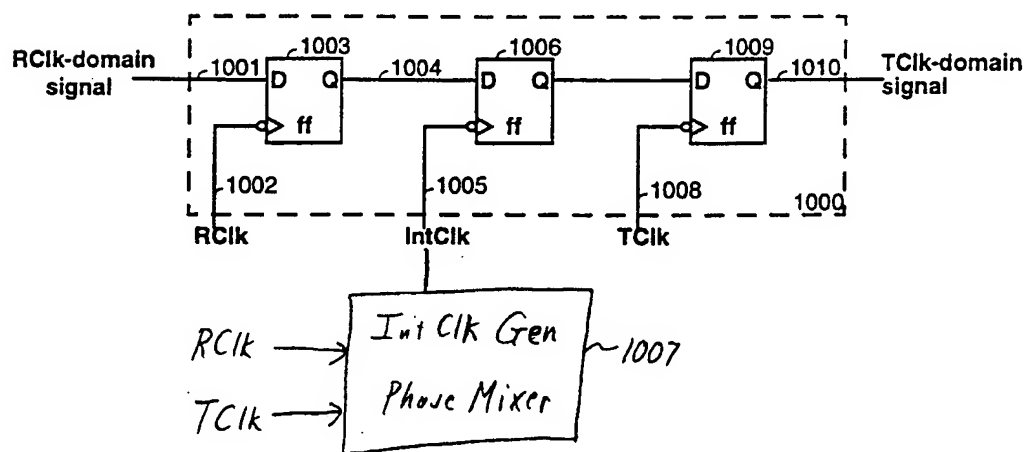 RClk-domain
signal
1001
1003
D Q
ff
1002
RClk
1004
1006
D Q
ff
1005
IntClk
1009
D Q
ff
1008
TClk
1010
1000
TClk-domain
signal
RClk
TClk
Int Clk Gen
Phase Mixer
1007